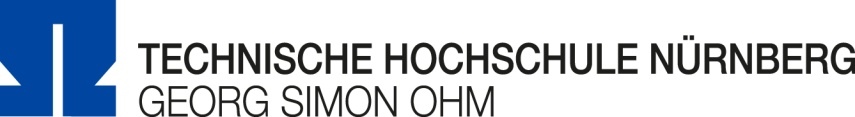 TECHNISCHE HOCHSCHULE NÜRNBERG
GEORG SIMON OHM